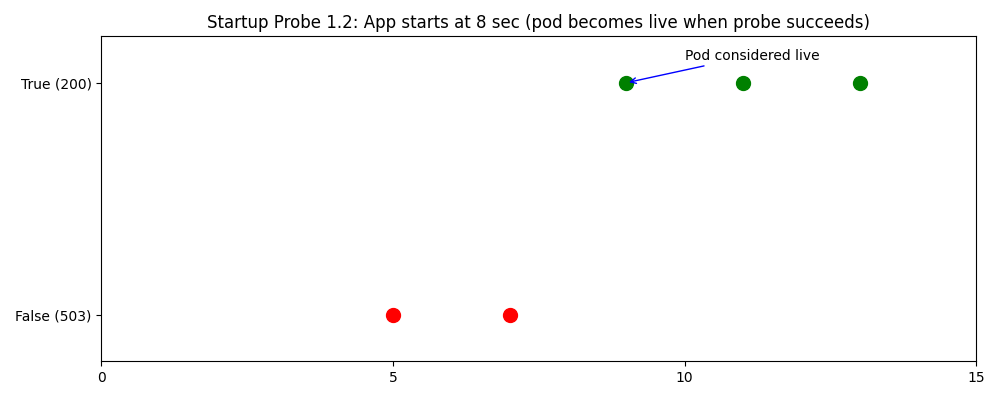 Startup Probe 1.2: App starts at 8 sec (pod becomes live when probe succeeds)
Pod considered live
True (200)
False (503)
0 5 10 15